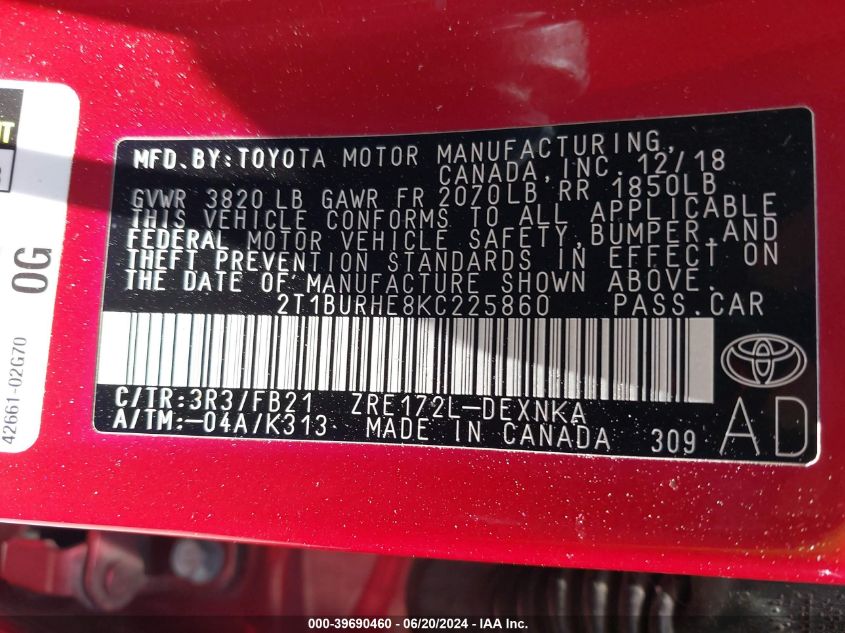 MFD.BY:TOYOTA MOTOR MANUFACTURING,
CANADA,INC. 12/18
GVWR 3820 LB GAWR FR 2070LB RR 1850LB
THIS VEHICLE CONFORMS TO ALL APPLICABLE
FEDERAL MOTOR VEHICLE SAFETY,BUMPER,AND
THEFT PREVENTION STANDARDS IN EFFECT ON
THE DATE OF MANUFACTURE SHOWN ABOVE.
2T1BURHE8KC225860 PASS.CAR
C/TR:3R3/FB21 ZRE172L-DEXNKA
A/TM:-04A/K313 MADE IN CANADA 309
AD
0G
42661-02G70
000-39690460 - 06/20/2024 - IAA Inc.